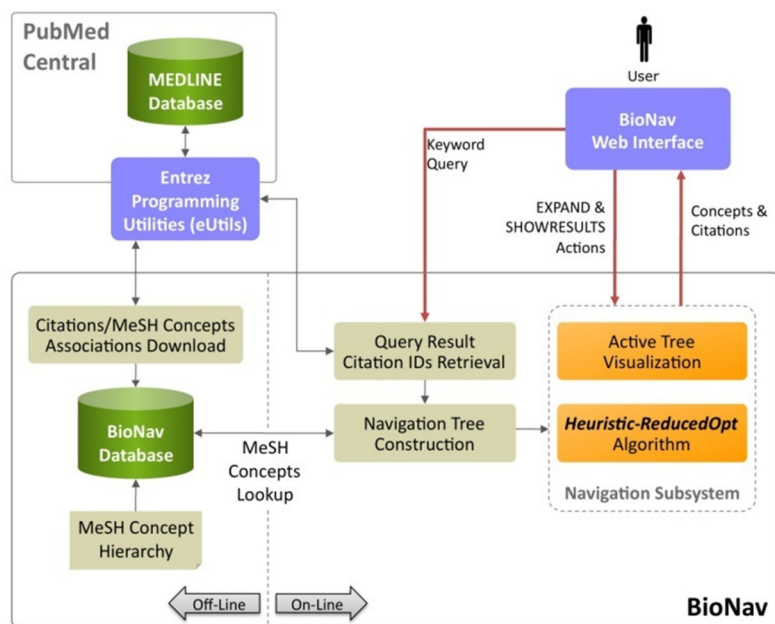 PubMed
Central
MEDLINE
Database
User
BioNav
Web Interface
Keyword
Query
Entrez
Programming
Utilities (eUtils)
EXPAND &
SHOWRESULTS
Actions
Concepts &
Citations
Citations/MeSH Concepts
Associations Download
Query Result
Citation IDs Retrieval
Active Tree
Visualization
BioNav
Database
MeSH
Concepts
Lookup
Navigation Tree
Construction
Heuristic-ReducedOpt
Algorithm
Navigation Subsystem
MeSH Concept
Hierarchy
Off-Line
On-Line
BioNav